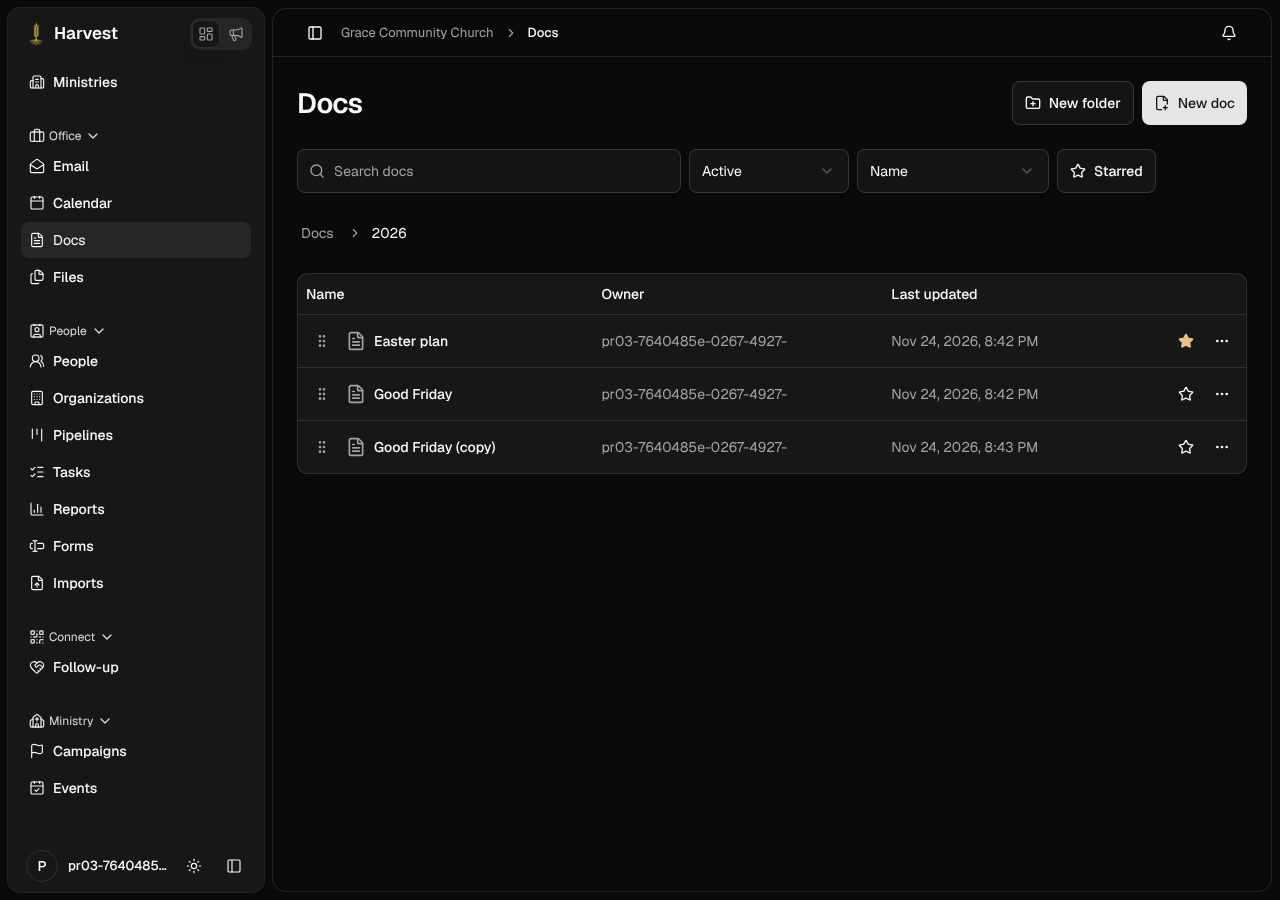 Harvest
Grace Community Church
Docs
Ministries
Office
Email
Calendar
Docs
Files
People
People
Organizations
Pipelines
Tasks
Reports
Forms
Imports
Connect
Follow-up
Ministry
Campaigns
Events
P
pr03-7640485...
Docs
New folder
New doc
Search docs
Active
Name
Starred
Docs
2026
Name Owner Last updated
Easter plan pr03-7640485e-0267-4927- Nov 24, 2026, 8:42 PM
Good Friday pr03-7640485e-0267-4927- Nov 24, 2026, 8:42 PM
Good Friday (copy) pr03-7640485e-0267-4927- Nov 24, 2026, 8:43 PM